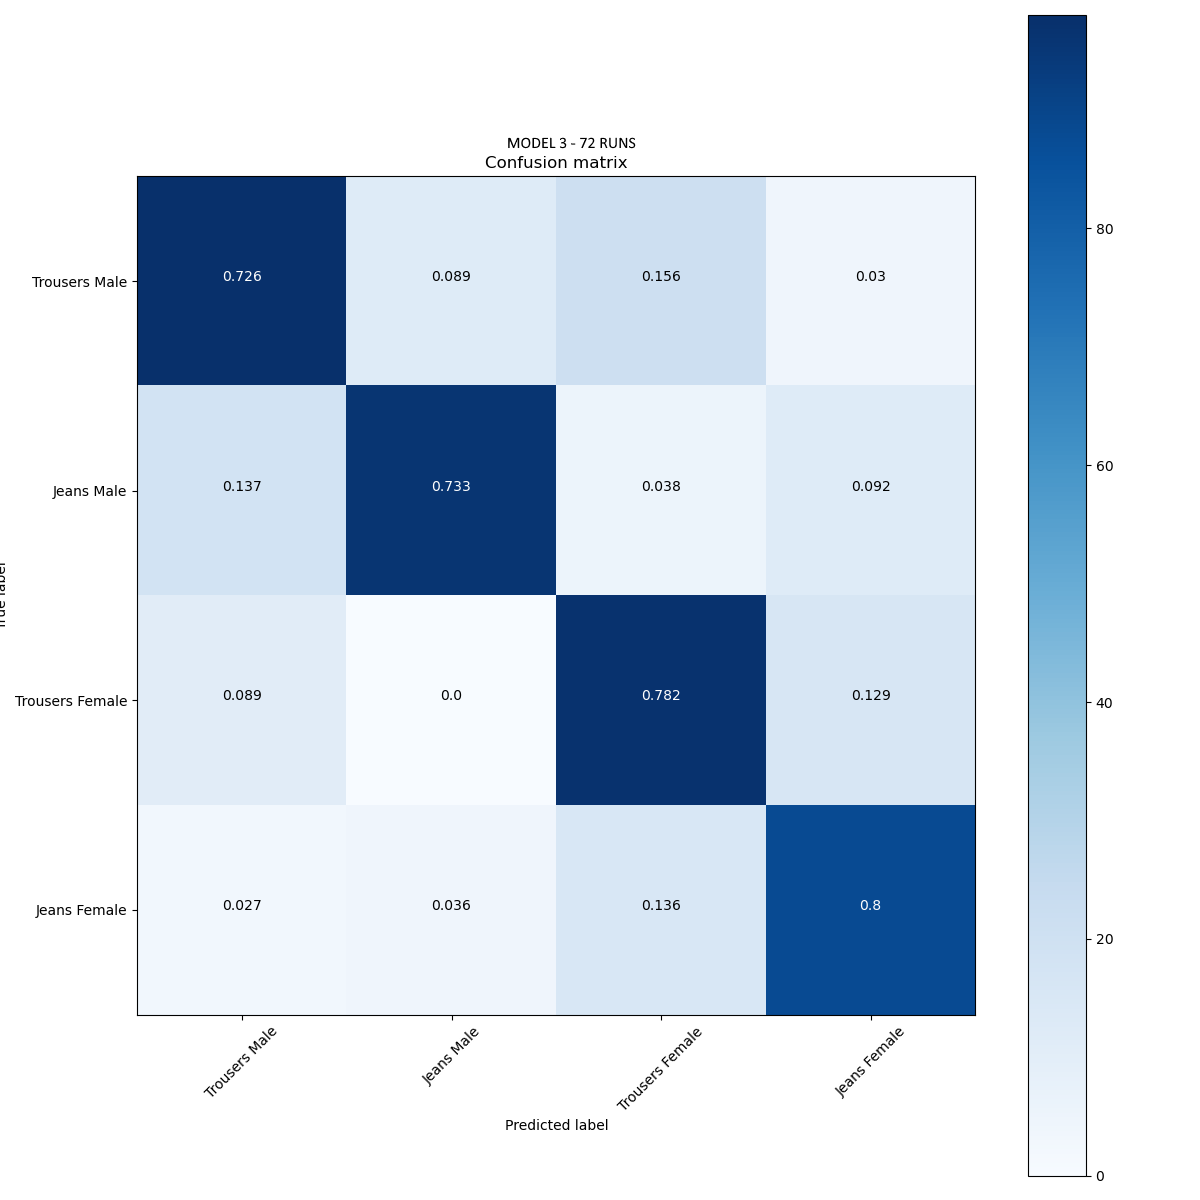 MODEL 3 - 72 RUNS
Confusion matrix
80
60
40
20
0
Trousers Male
0.726
0.089
0.156
0.03
Jeans Male
0.137
0.733
0.038
0.092
Trousers Female
0.089
0.0
0.782
0.129
Jeans Female
0.027
0.036
0.136
0.8
True label
Trousers Male
Jeans Male
Trousers Female
Jeans Female
Predicted label